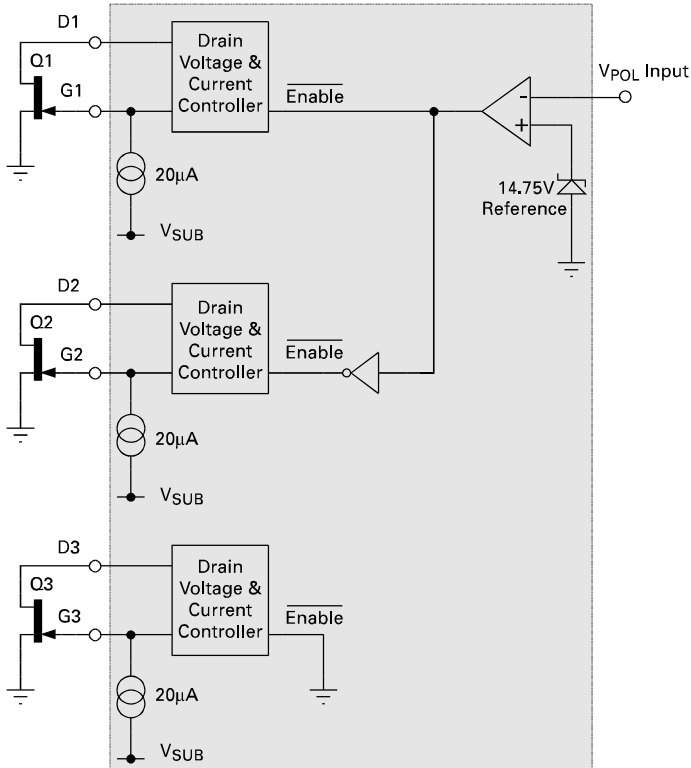 D1
Q1
G1
Drain
Voltage &
Current
Controller
Enable
VPOL Input
-
+
20µA
14.75V
Reference
VSUB
D2
Q2
G2
Drain
Voltage &
Current
Controller
Enable
20µA
VSUB
D3
Q3
G3
Drain
Voltage &
Current
Controller
Enable
20µA
VSUB